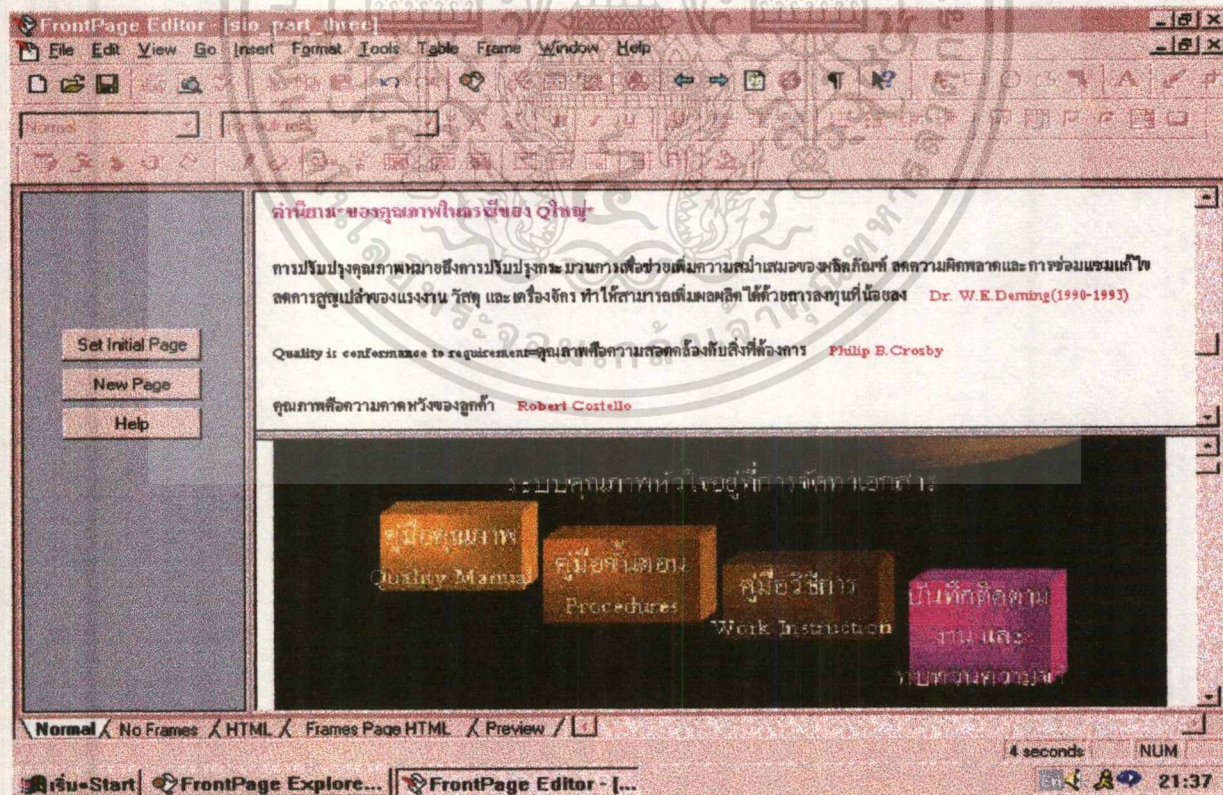 FrontPage Editor - [sio_part_three]
File Edit View Go Insert Format Tools Table Frame Window Help
Normal
คำนิยาม"ของคุณภาพในกรณีของ Qใหญ่"
การปรับปรุงคุณภาพหมายถึงการปรับปรุงกระบวนการเพื่อช่วยเพิ่มความสม่ำเสมอของผลิตภัณฑ์ ลดความผิดพลาดและการซ่อมแซมแก้ไข
ลดการสูญเปล่าของแรงงาน วัสดุ และเครื่องจักร ทำให้สามารถเพิ่มผลผลิตได้ด้วยการลงทุนที่น้อยลง Dr. W.E.Deming(1990-1993)
Set Initial Page
Quality is conformance to requirement=คุณภาพคือความสอดคล้องกับสิ่งที่ต้องการ Philip B.Crosby
New Page
คุณภาพคือความคาดหวังของลูกค้า Robert Costello
Help
ระบบคุณภาพหัวใจอยู่ที่การจัดทำเอกสาร
คู่มือคุณภาพ
Quality Manual
คู่มือขั้นตอน
Procedures
คู่มือวิธีการ
Work Instruction
บันทึกติดตาม
งาน และ
Normal No Frames HTML Frames Page HTML Preview
4 seconds NUM
เริ่ม=Start FrontPage Explore... FrontPage Editor - [... En 21:37